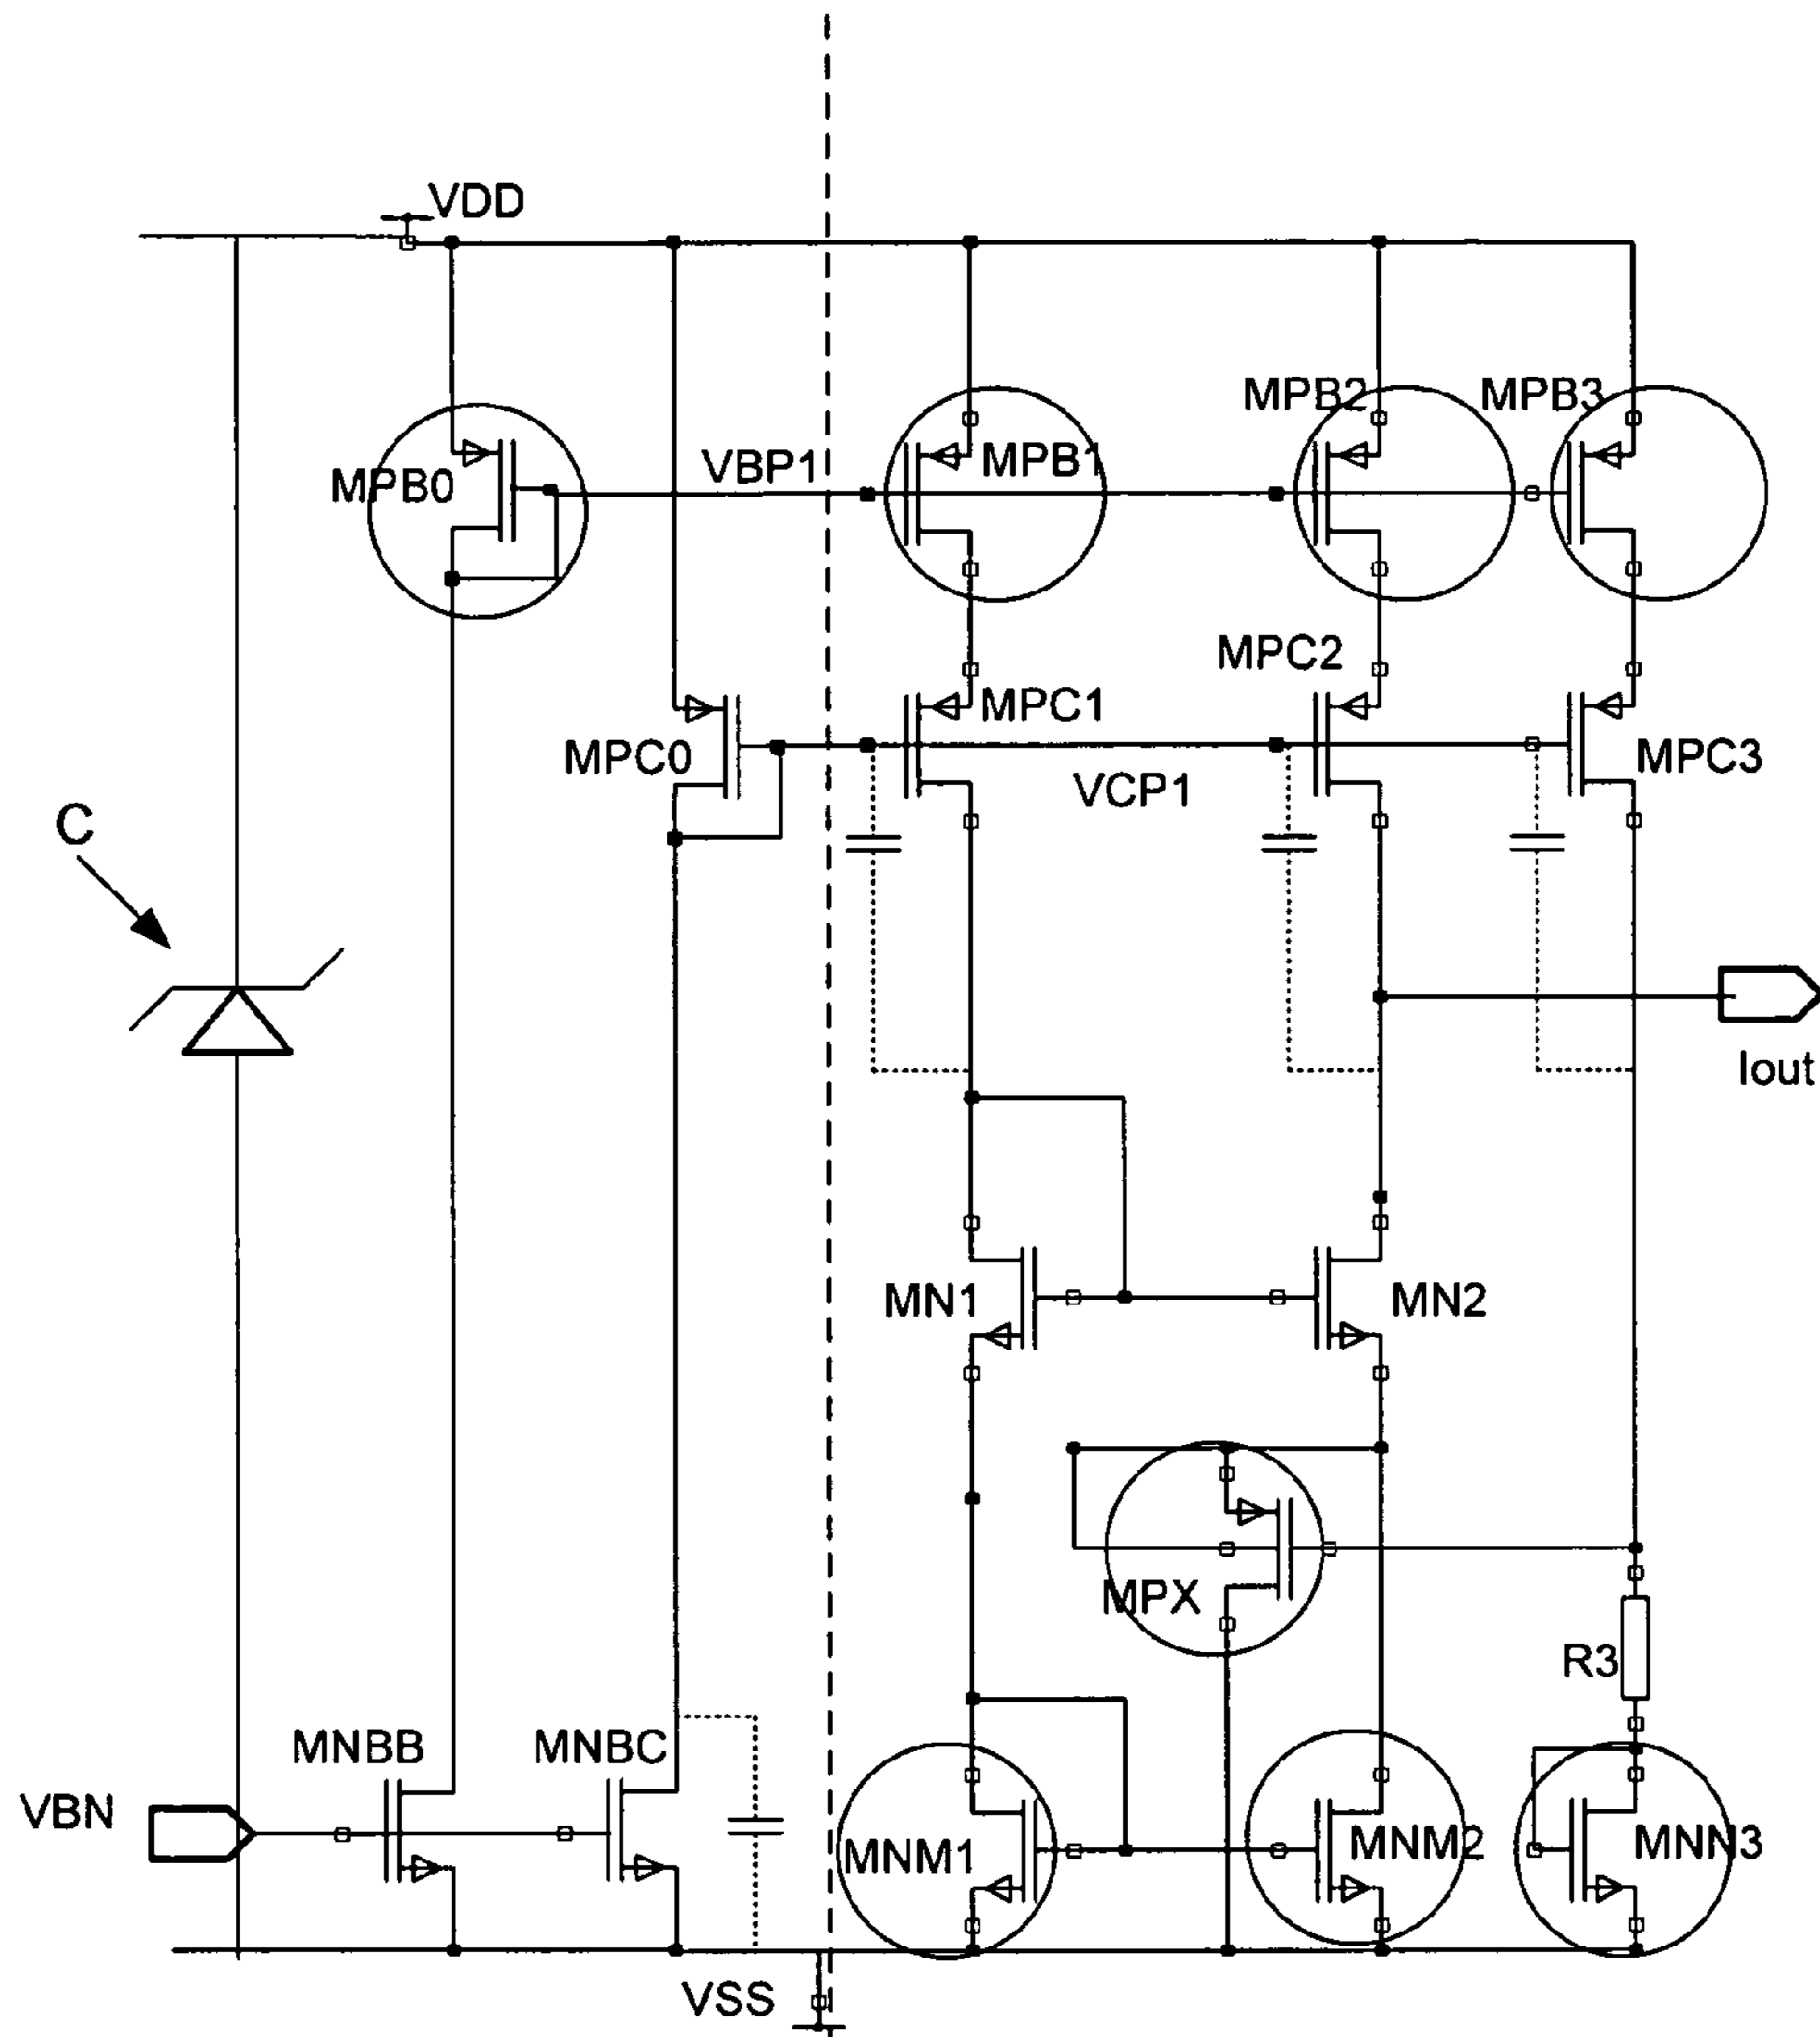 VDD
MPB2
MPB3
MPB0
VBP1
MPB1
MPC2
MPC1
MPC0
VCP1
MPC3
C
Iout
MN1
MN2
MPX
R3
MNBB
MNBC
VBN
MNM1
MNM2
MNN3
VSS